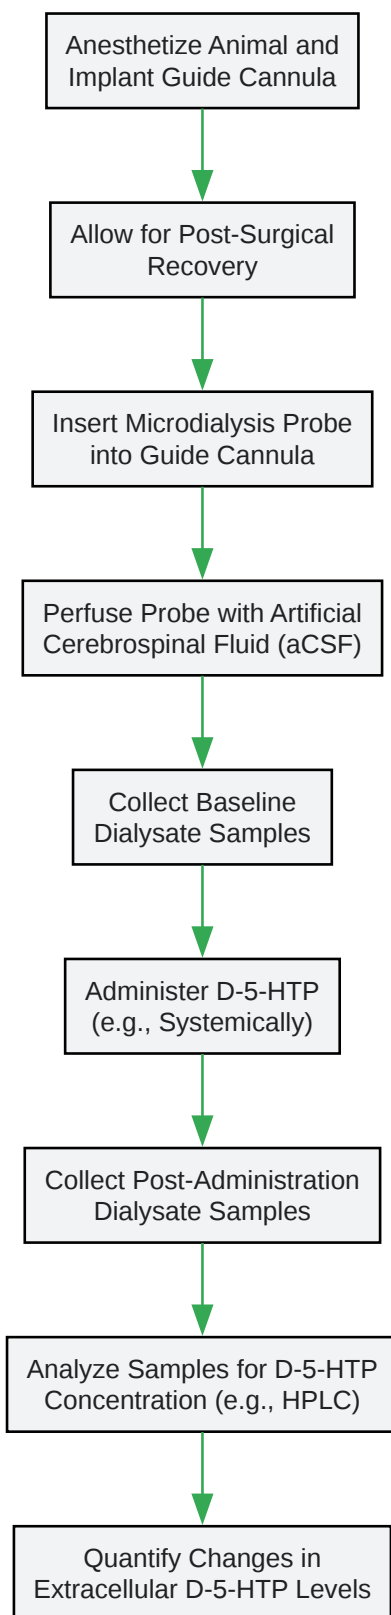 Anesthetize Animal and
Implant Guide Cannula
Allow for Post-Surgical
Recovery
Insert Microdialysis Probe
into Guide Cannula
Perfuse Probe with Artificial
Cerebrospinal Fluid (aCSF)
Collect Baseline
Dialysate Samples
Administer D-5-HTP
(e.g., Systemically)
Collect Post-Administration
Dialysate Samples
Analyze Samples for D-5-HTP
Concentration (e.g., HPLC)
Quantify Changes in
Extracellular D-5-HTP Levels